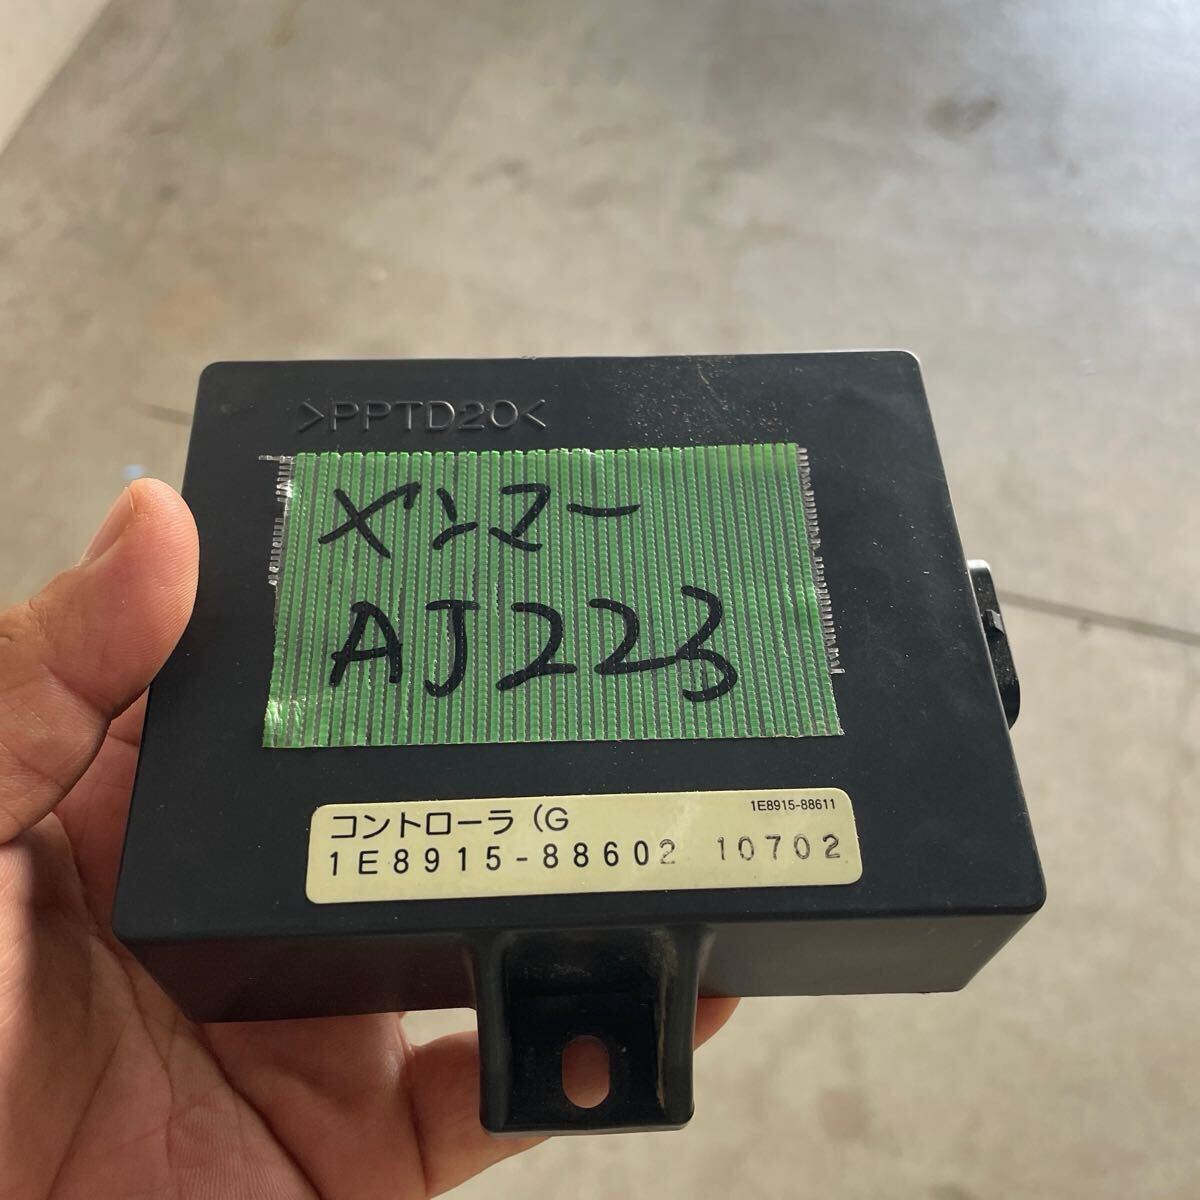 >PPTD20<
ヤンマー
AJ223
コントローラ (G
1E8915-88611
1E8915-88602 10702